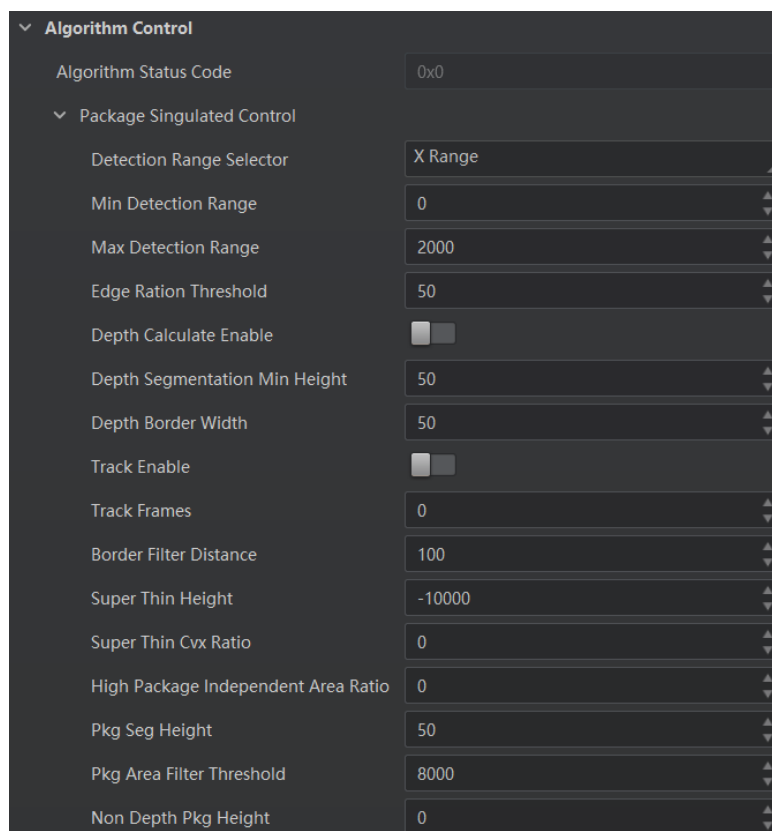 Algorithm Control
Algorithm Status Code 0x0
Package Singulated Control
Detection Range Selector X Range
Min Detection Range 0
Max Detection Range 2000
Edge Ration Threshold 50
Depth Calculate Enable
Depth Segmentation Min Height 50
Depth Border Width 50
Track Enable
Track Frames 0
Border Filter Distance 100
Super Thin Height -10000
Super Thin Cvx Ratio 0
High Package Independent Area Ratio 0
Pkg Seg Height 50
Pkg Area Filter Threshold 8000
Non Depth Pkg Height 0